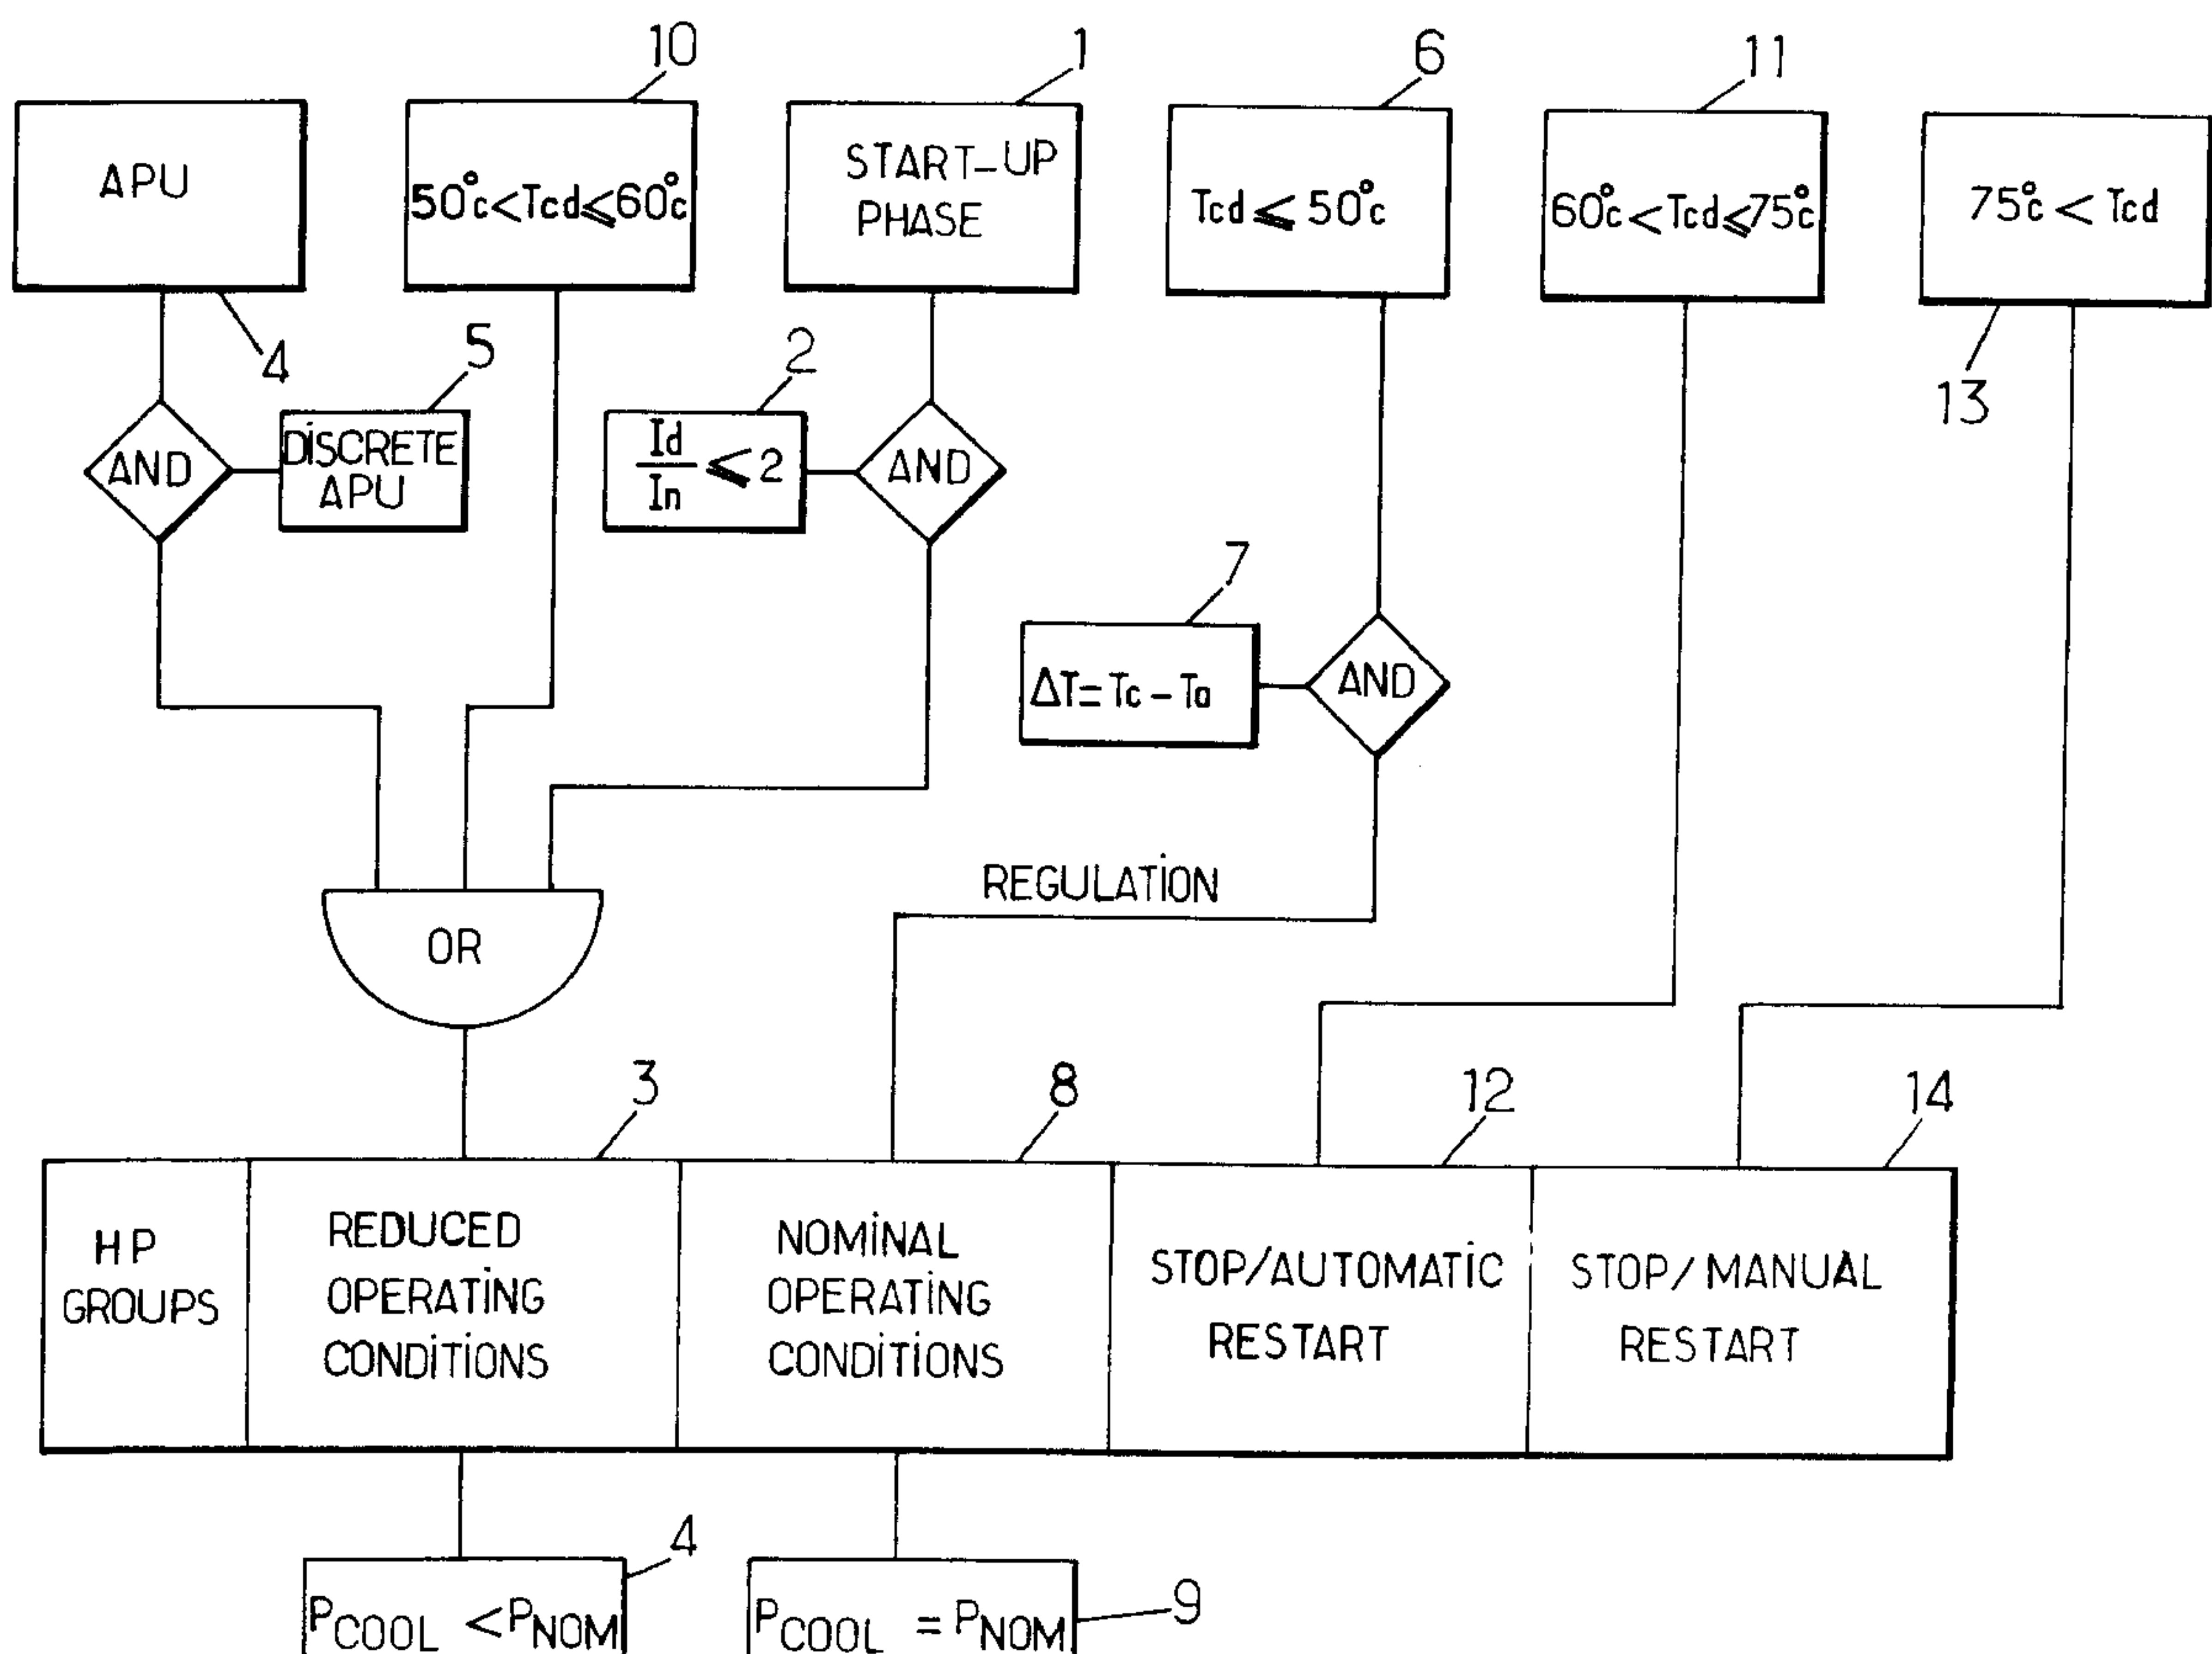 10
1
6
11
APU
50°c<Tcd⩽60°c
START-UP
PHASE
Tcd⩽50°c
60°c<Tcd⩽75°c
75°c<Tcd
4
5
2
13
AND
DiSCRETE
APU
Id
In
⩽2
AND
7
ΔT=Tc-Ta
AND
REGULATiON
OR
3
8
12
14
HP
GROUPS
REDUCED
OPERATiNG
CONDiTiONS
NOMiNAL
OPERATiNG
CONDiTiONS
STOP/AUTOMATiC
RESTART
STOP/MANUAL
RESTART
4
9
PCOOL <PNOM
PCOOL =PNOM